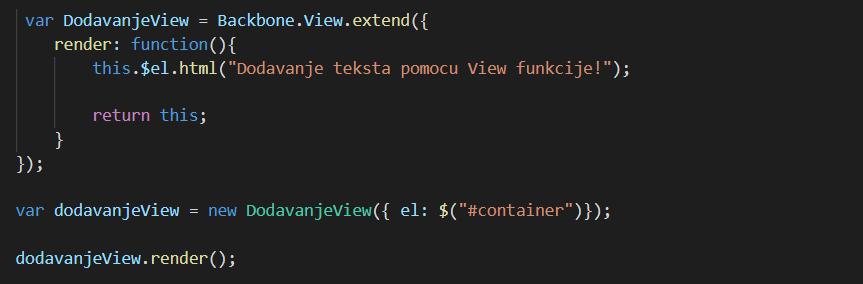 var DodavanjeView = Backbone.View.extend({
render: function(){
this.$el.html("Dodavanje teksta pomocu View funkcije!");
return this;
}
});
var dodavanjeView = new DodavanjeView({ el: $("#container")});
dodavanjeView.render();